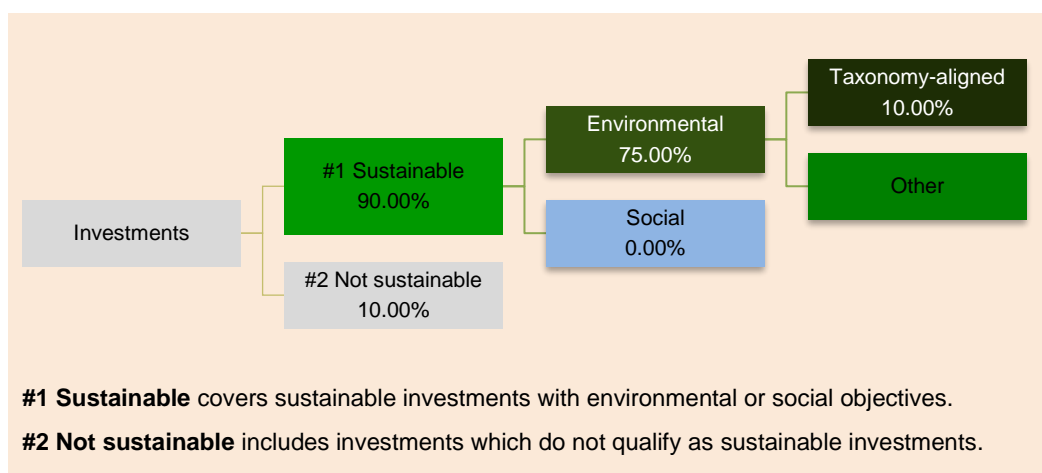 Taxonomy-aligned
10.00%
Environmental
75.00%
#1 Sustainable
90.00%
Other
Social
0.00%
Investments
#2 Not sustainable
10.00%
#1 Sustainable covers sustainable investments with environmental or social objectives.
#2 Not sustainable includes investments which do not qualify as sustainable investments.